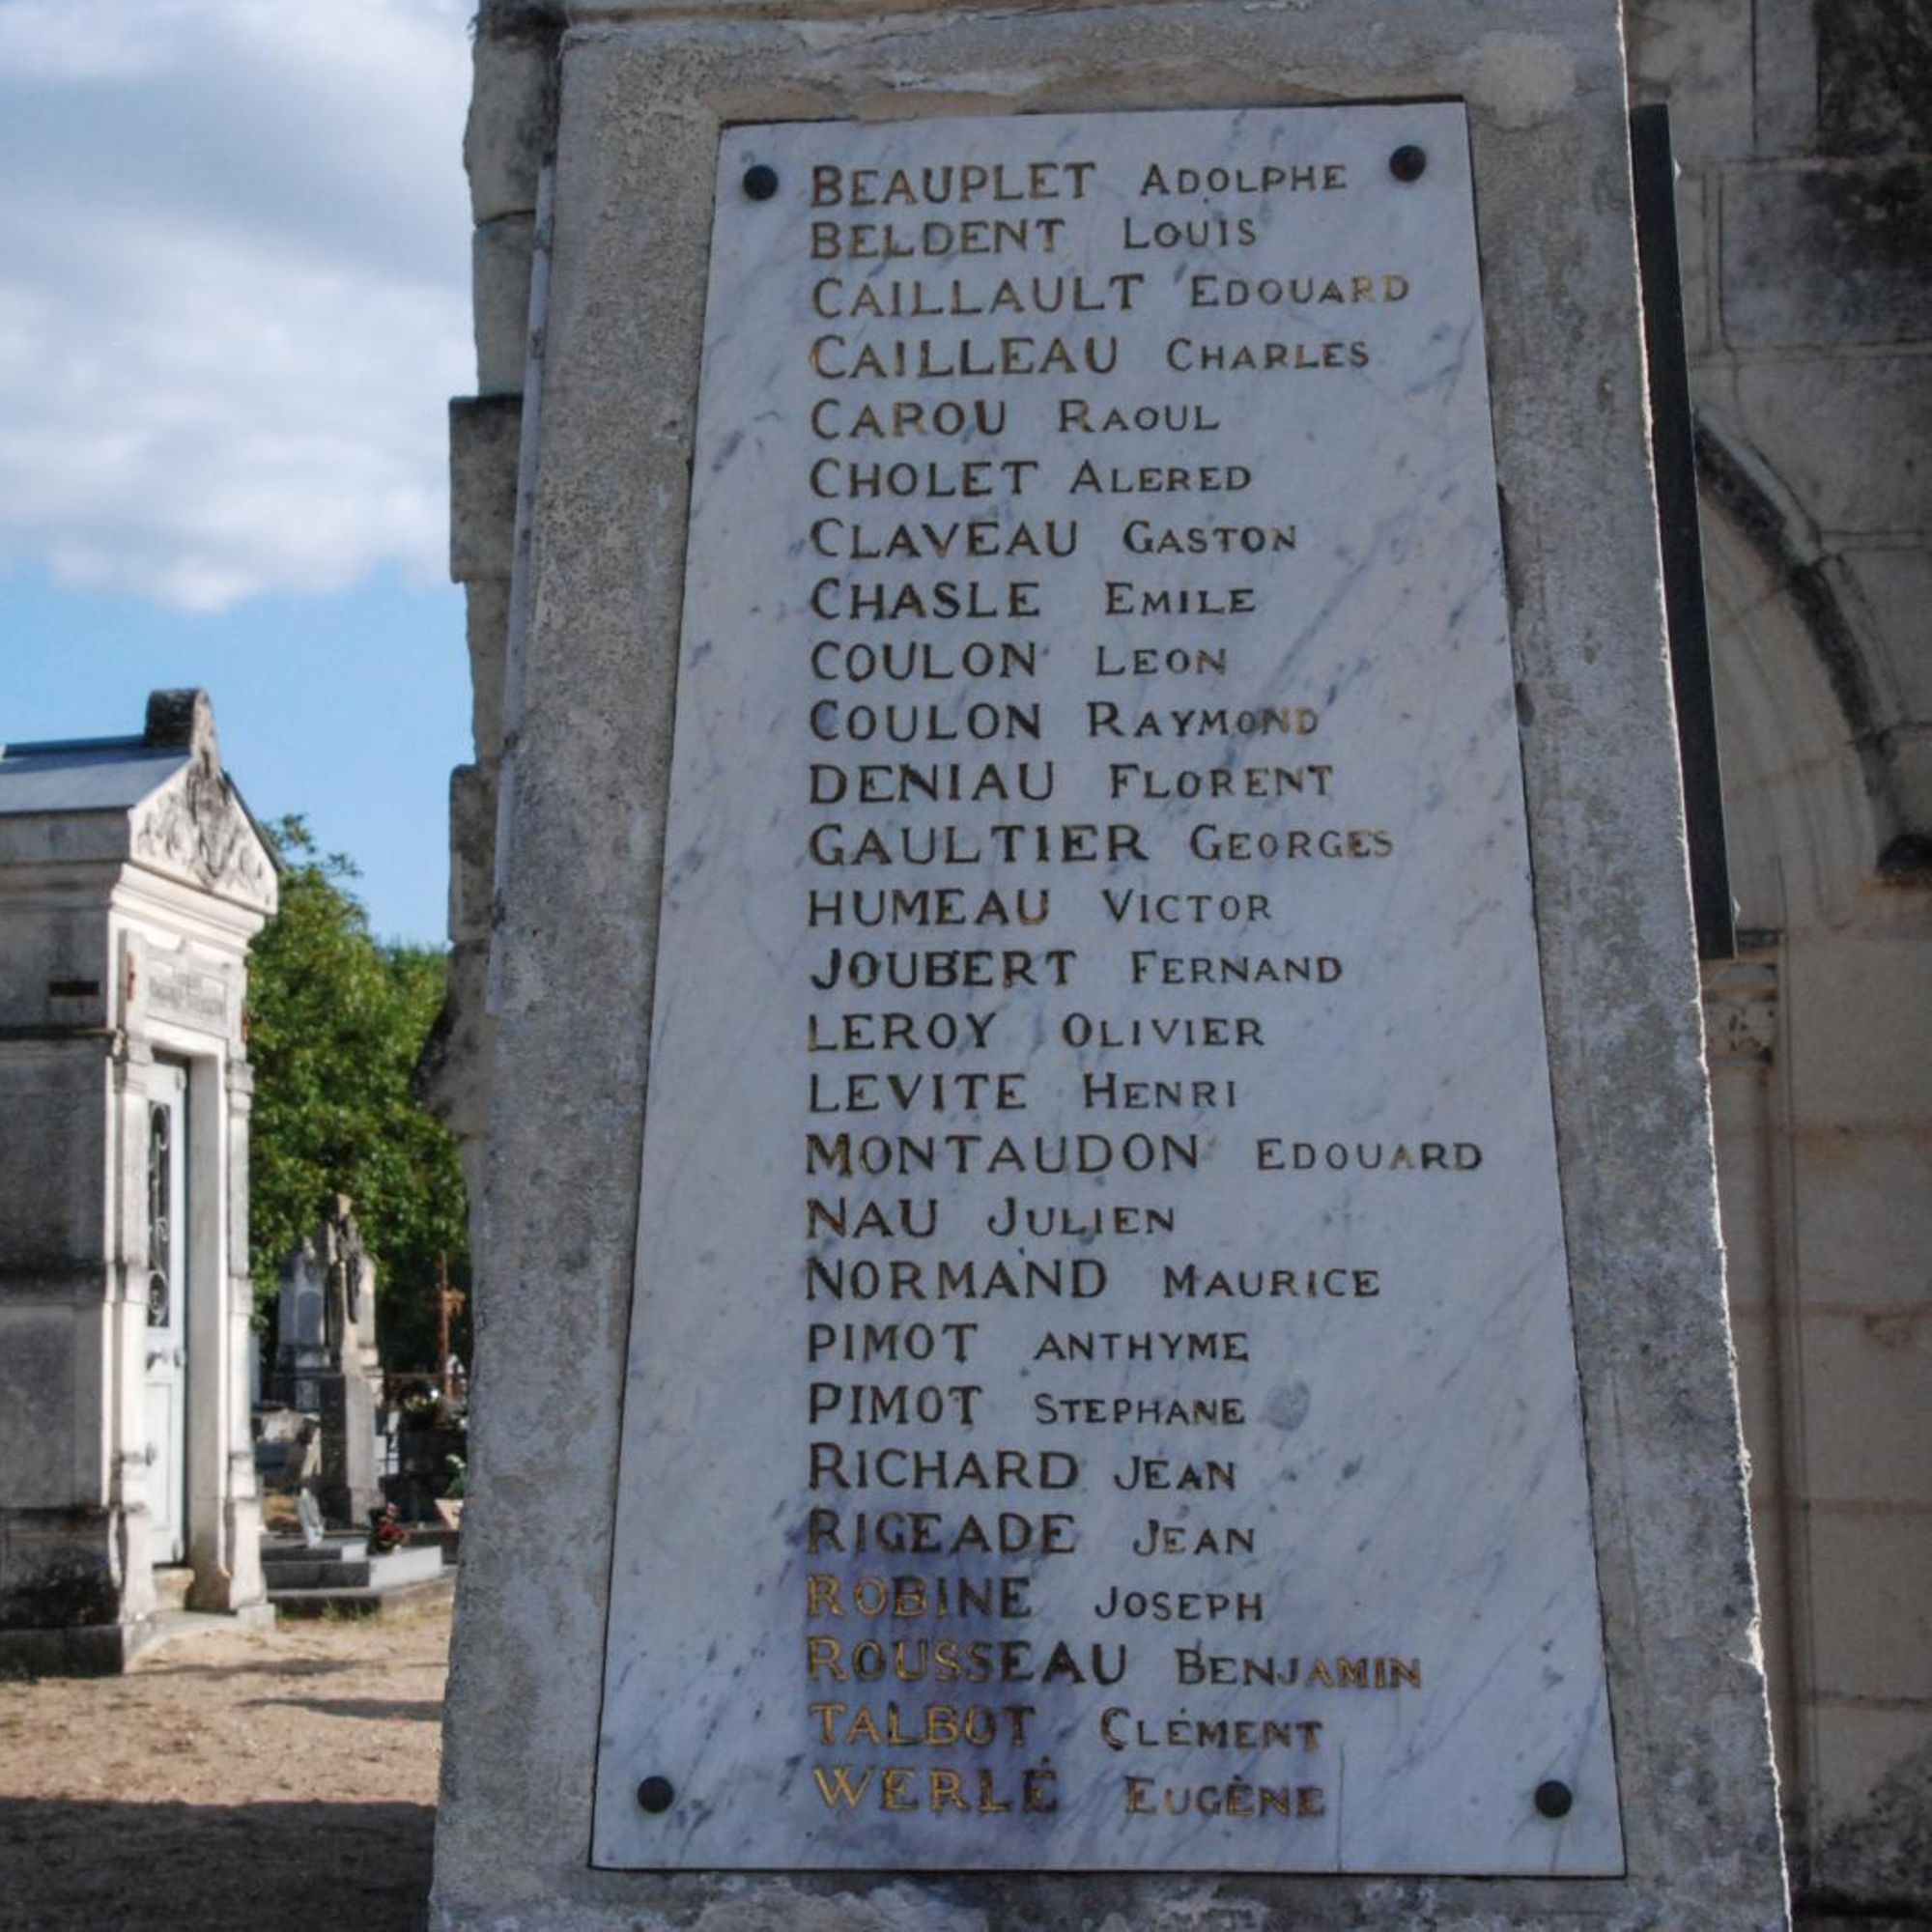 BEAUPLET ADOLPHE
BELDENT LOUIS
CAILLAULT EDOUARD
CAILLEAU CHARLES
CAROU RAOUL
CHOLET ALERED
CLAVEAU GASTON
CHASLE EMILE
COULON LEON
COULON RAYMOND
DENIAU FLORENT
GAULTIER GEORGES
HUMEAU VICTOR
JOUBERT FERNAND
LEROY OLIVIER
LEVITE HENRI
MONTAUDON EDOUARD
NAU JULIEN
NORMAND MAURICE
PIMOT ANTHYME
PIMOT STEPHANE
RICHARD JEAN
RIGEADE JEAN
ROBINE JOSEPH
ROUSSEAU BENJAMIN
TALBOT CLÉMENT
WERLÉ EUGÈNE